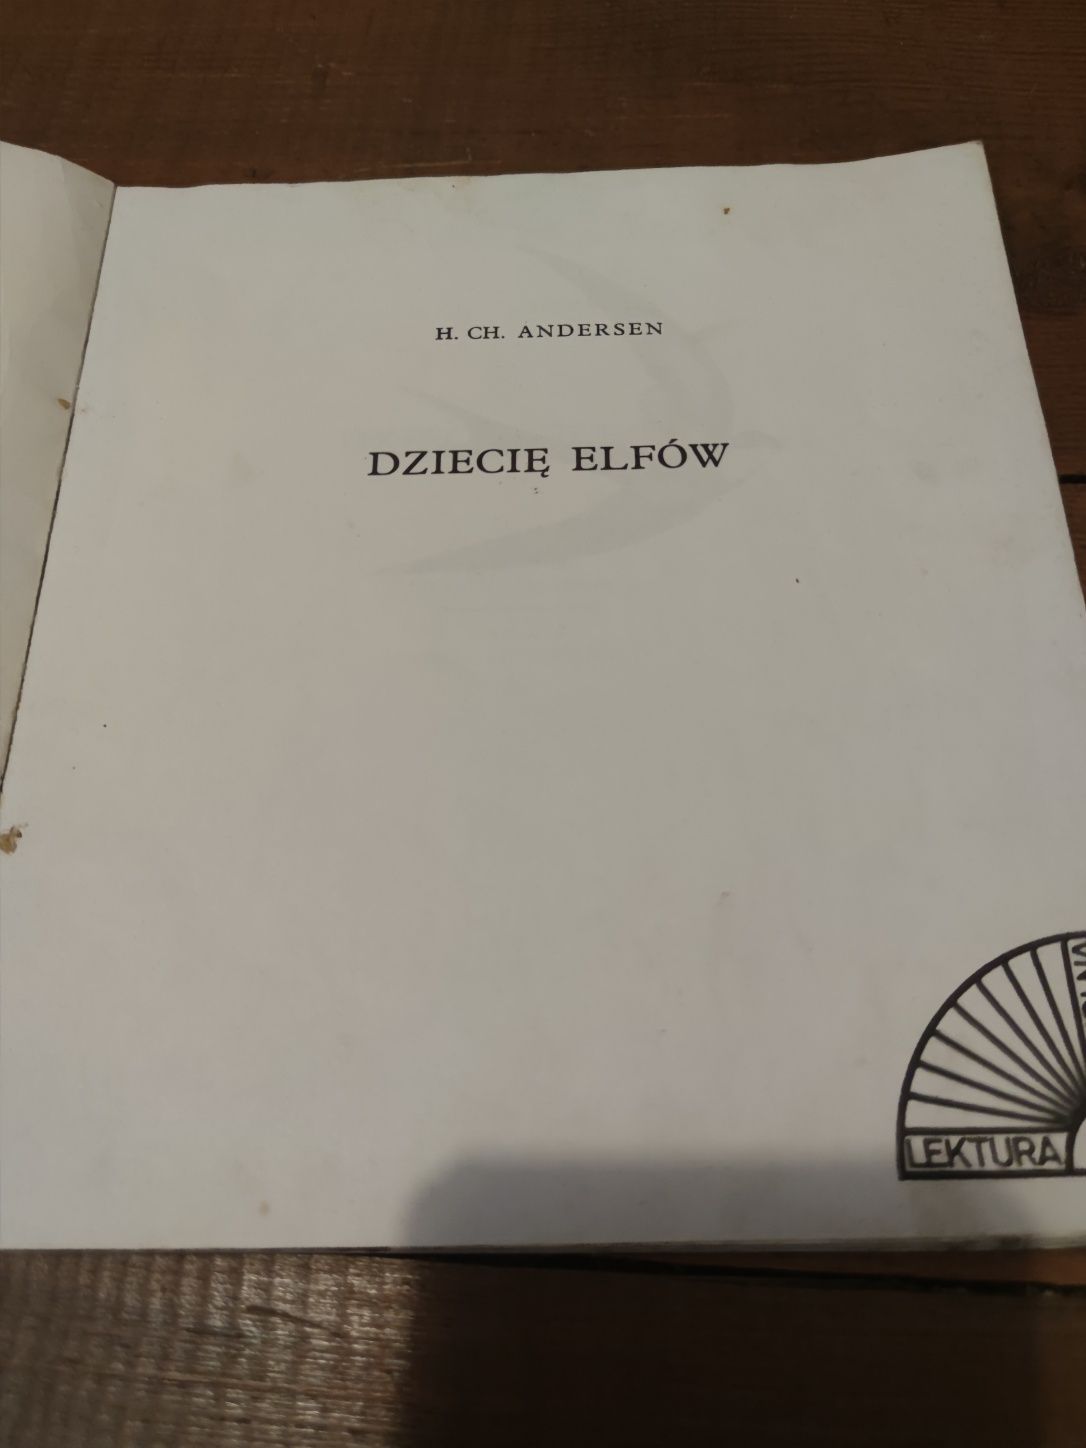 H. CH. ANDERSEN
DZIECIĘ ELFÓW
LEKTURA